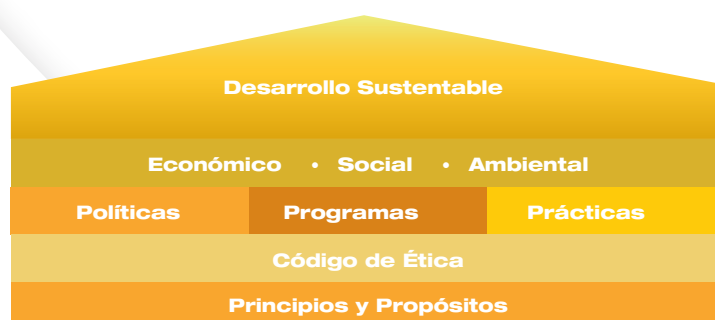 Desarrollo Sustentable
Económico • Social • Ambiental
Políticas Programas Prácticas
Código de Ética
Principios y Propósitos